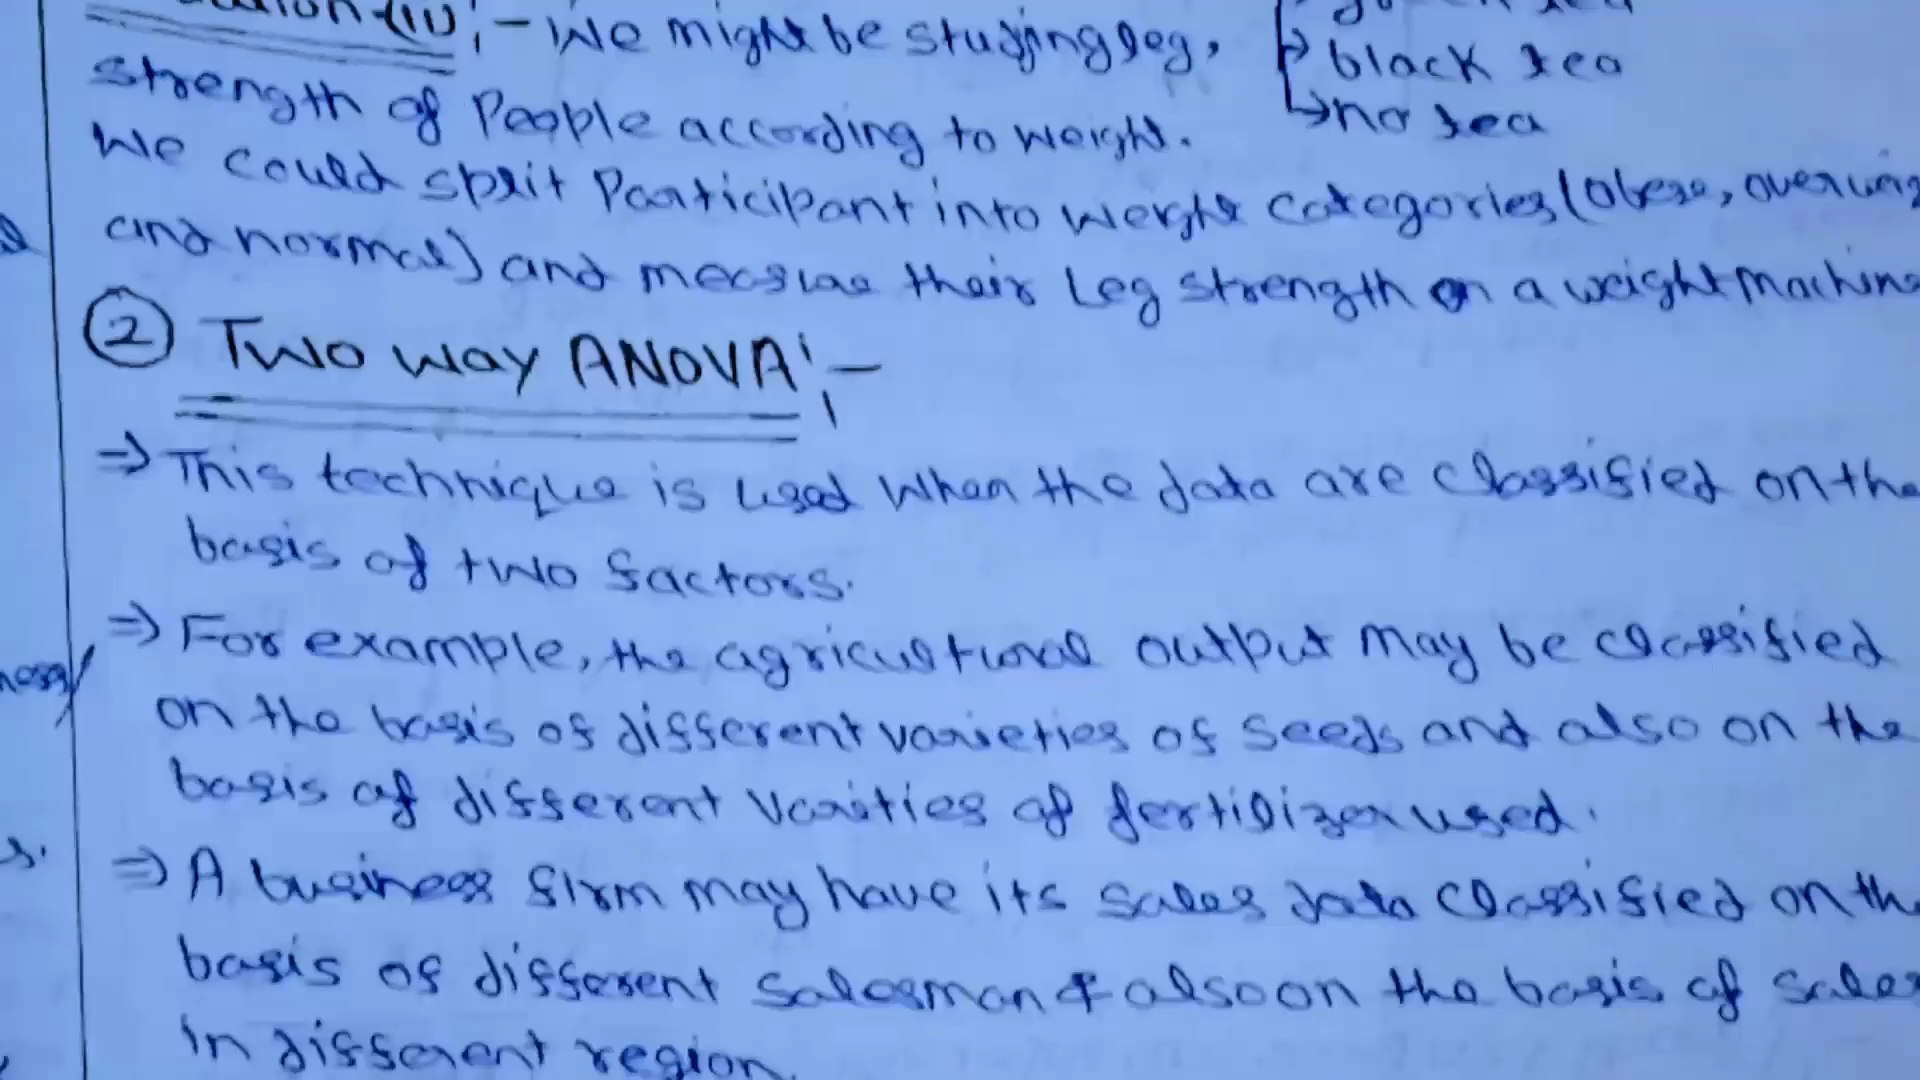 (ii) :- We might be studying leg,
strength of People according to weight.
black tea
no tea
We could split Participant into weight categories (obese,
and normal) and measure their Leg strength on a weight machine
② Two way ANOVA :-
⇒ This technique is used when the data are classified on the
basis of two factors.
⇒ For example, the agricultural output may be classified
on the basis of different varieties of seeds and also on the
basis of different varities of fertilizer used.
⇒ A business firm may have its sales data classified on the
basis of different salesman & also on the basis of sales
in different region.